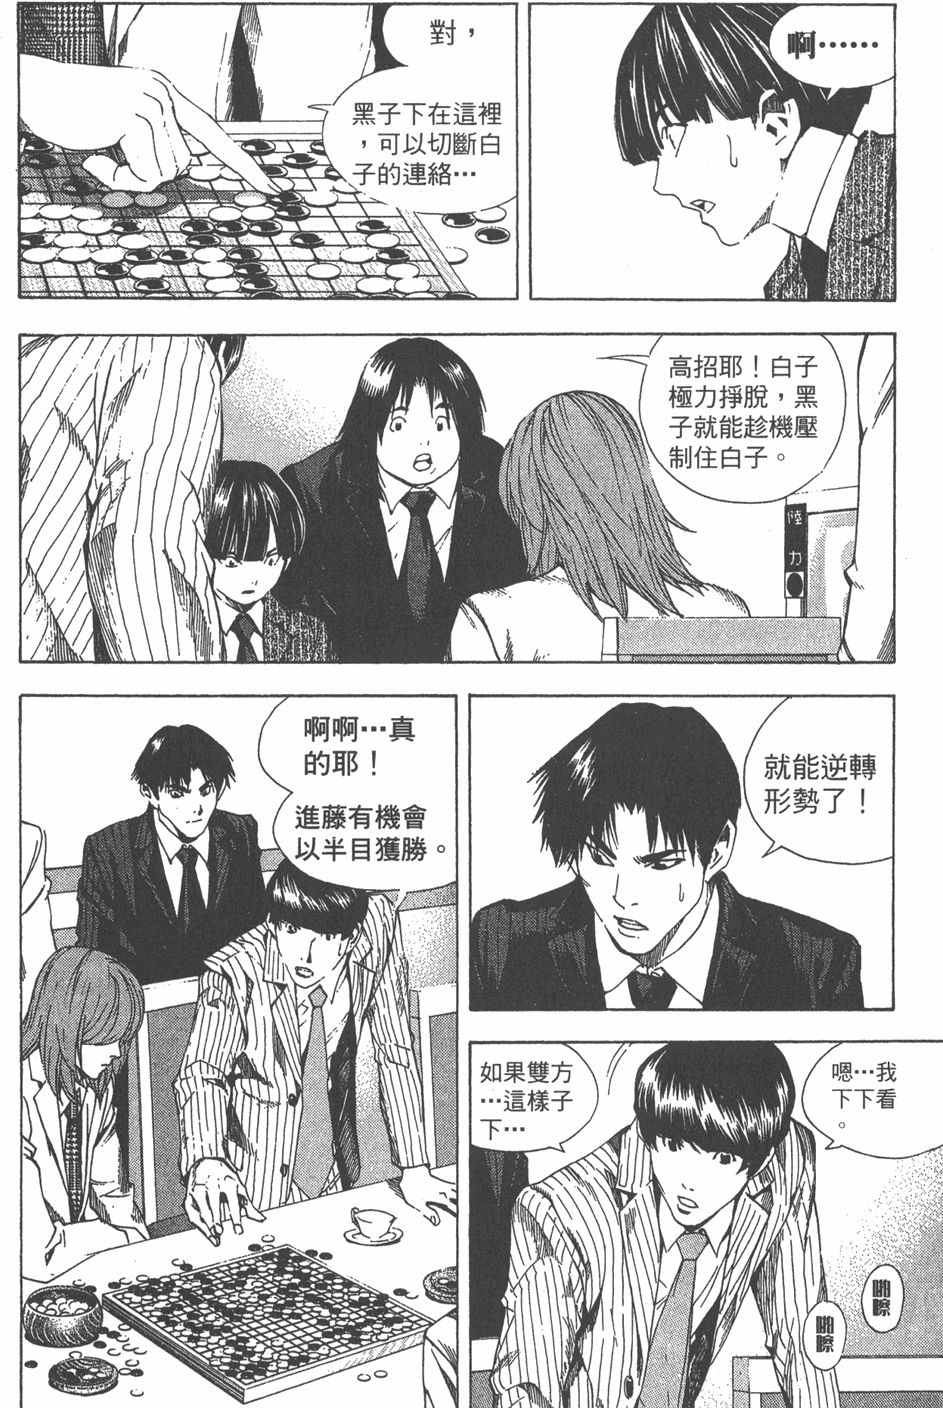 啊⋯⋯
對，
黑子下在這裡
，可以切斷白
子的連絡⋯
高招耶！白子
極力掙脫，黑
子就能趁機壓
制住白子。
陸
力
就能逆轉
形勢了！
啊啊⋯真
的耶！
進藤有機會
以半目獲勝。
嗯⋯我
下下看
。
如果雙方
⋯這樣子
下⋯
啪嚓
啪嚓